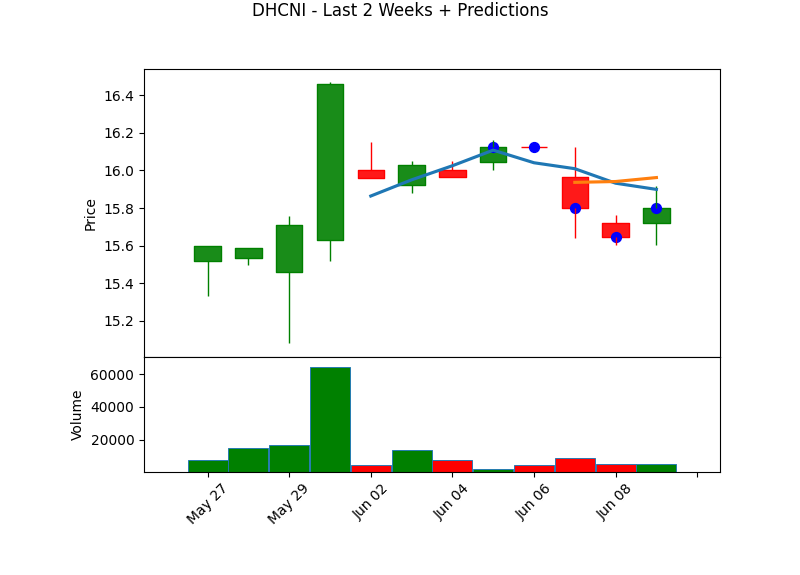 DHCNI - Last 2 Weeks + Predictions
Price
16.4
16.2
16.0
15.8
15.6
15.4
15.2
Volume
60000
40000
20000
May 27
May 29
Jun 02
Jun 04
Jun 06
Jun 08